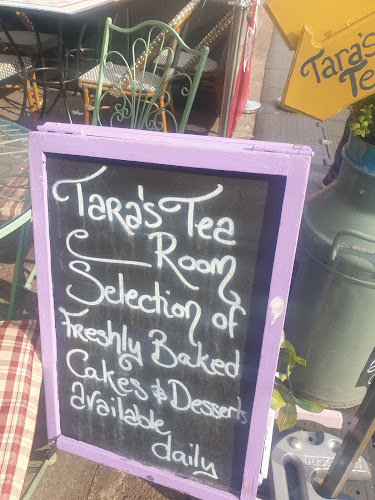 Tara's
Te
Tara's Tea
Room
Selection of
Freshly Baked
Cakes & Desserts
available
daily